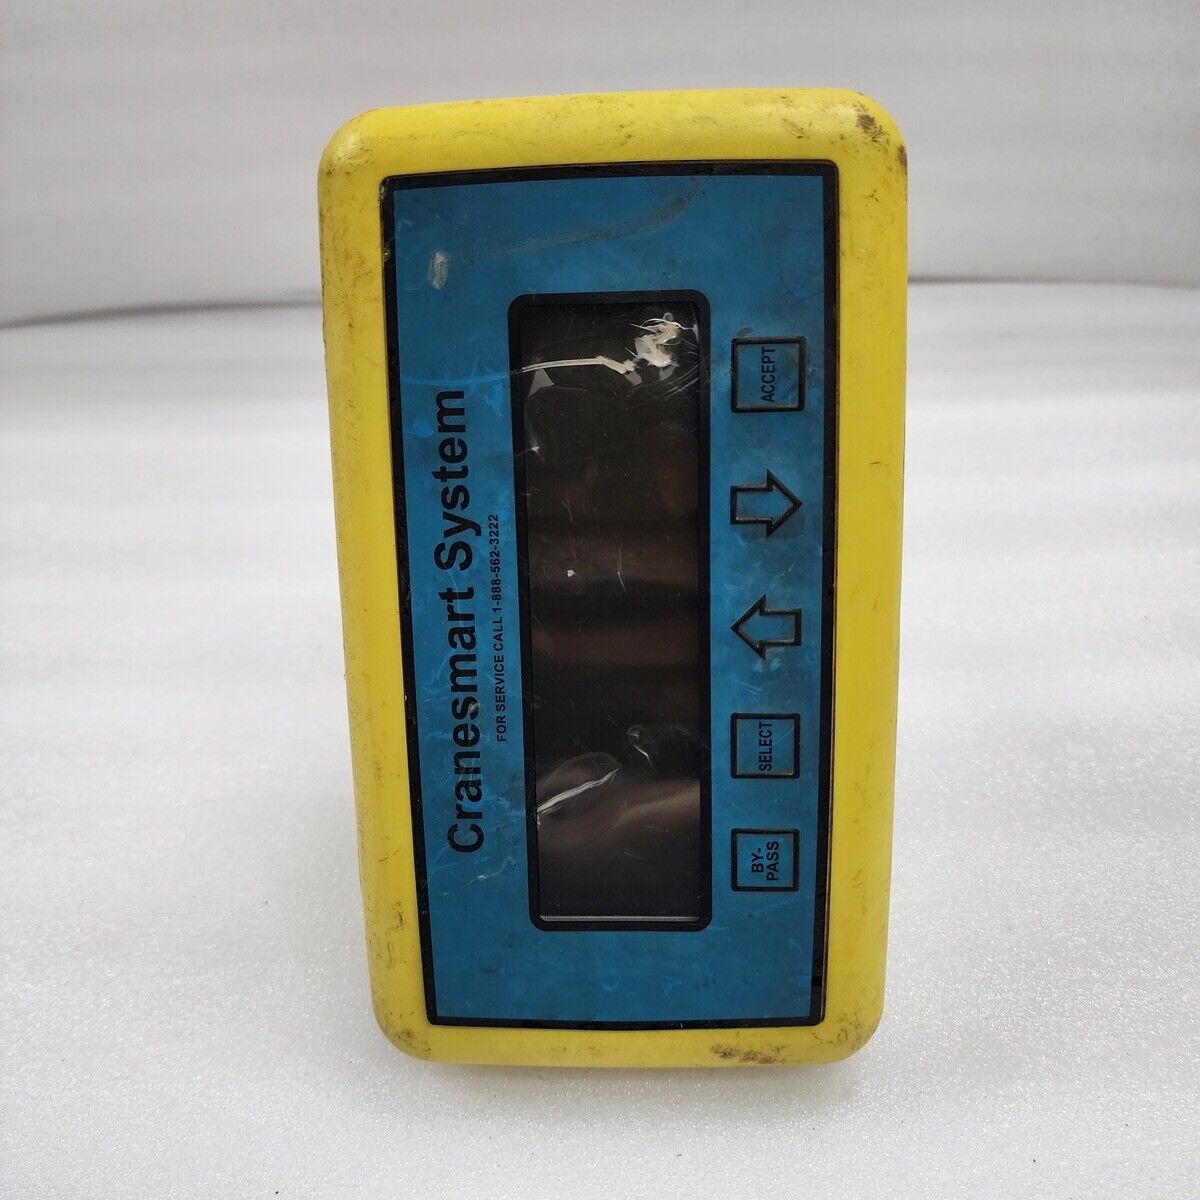 Cranesmart System
FOR SERVICE CALL 1-888-562-3222
BY-
PASS
SELECT
ACCEPT